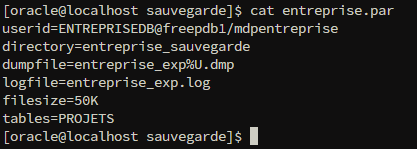 [oracle@localhost sauvegarde]$ cat entreprise.par
userid=ENTREPRISEDB@freepdb1/mdpentreprise
directory=entreprise_sauvegarde
dumpfile=entreprise_exp%U.dmp
logfile=entreprise_exp.log
filesize=50K
tables=PROJETS
[oracle@localhost sauvegarde]$